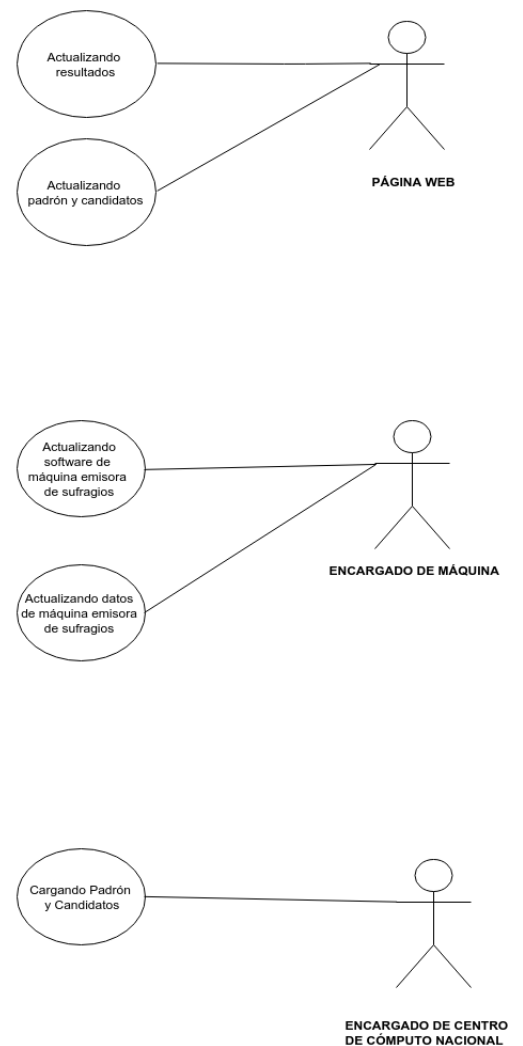 Actualizando
resultados
Actualizando
padrón y candidatos
PÁGINA WEB
Actualizando
software de
máquina emisora
de sufragios
Actualizando datos
de máquina emisora
de sufragios
ENCARGADO DE MÁQUINA
Cargando Padrón
y Candidatos
ENCARGADO DE CENTRO
DE CÓMPUTO NACIONAL